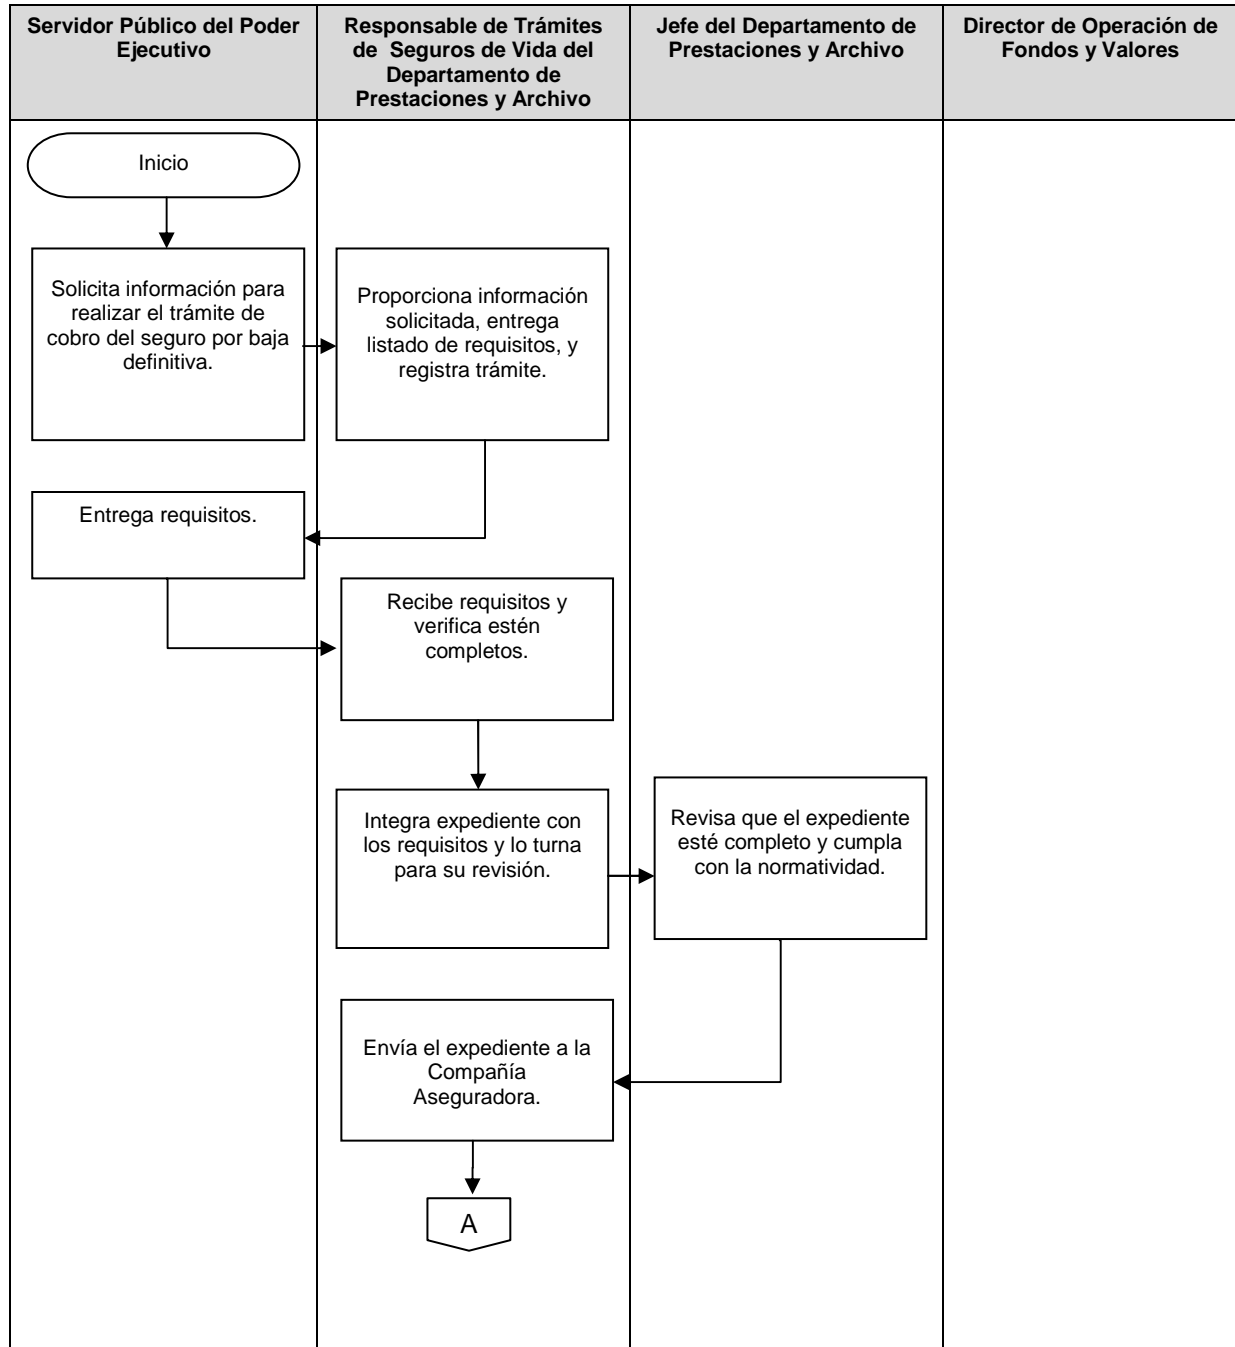 Servidor Público del Poder
Ejecutivo
Responsable de Trámites
de Seguros de Vida del
Departamento de
Prestaciones y Archivo
Jefe del Departamento de
Prestaciones y Archivo
Director de Operación de
Fondos y Valores
Inicio
Solicita información para
realizar el trámite de
cobro del seguro por baja
definitiva.
Proporciona información
solicitada, entrega
listado de requisitos, y
registra trámite.
Entrega requisitos.
Recibe requisitos y
verifica estén
completos.
Integra expediente con
los requisitos y lo turna
para su revisión.
Revisa que el expediente
esté completo y cumpla
con la normatividad.
Envía el expediente a la
Compañía
Aseguradora.
A